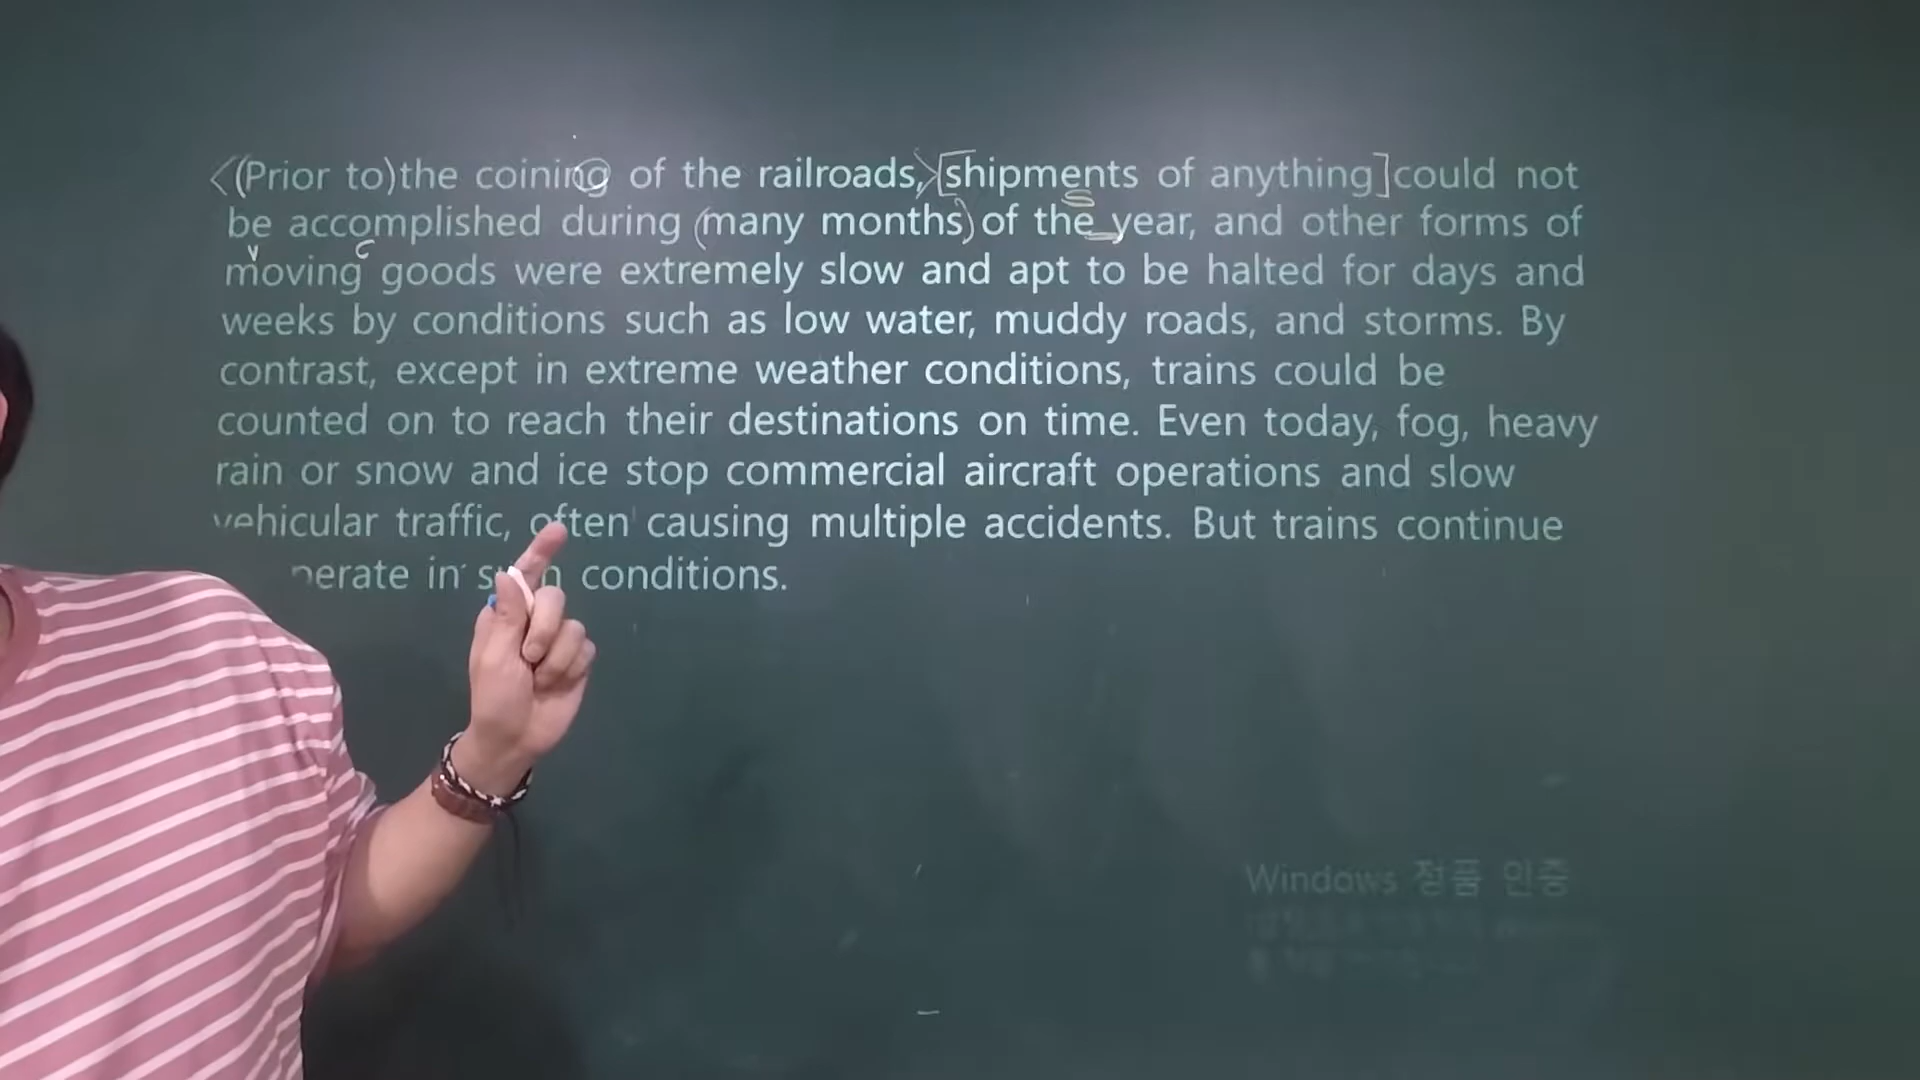 <(Prior to)the coining of the railroads,>[shipments of anything]could not
be accomplished during (many months) of the year, and other forms of
v c
moving goods were extremely slow and apt to be halted for days and
weeks by conditions such as low water, muddy roads, and storms. By
contrast, except in extreme weather conditions, trains could be
counted on to reach their destinations on time. Even today, fog, heavy
rain or snow and ice stop commercial aircraft operations and slow
vehicular traffic, often causing multiple accidents. But trains continue
perate in such conditions.
Windows 정품 인증